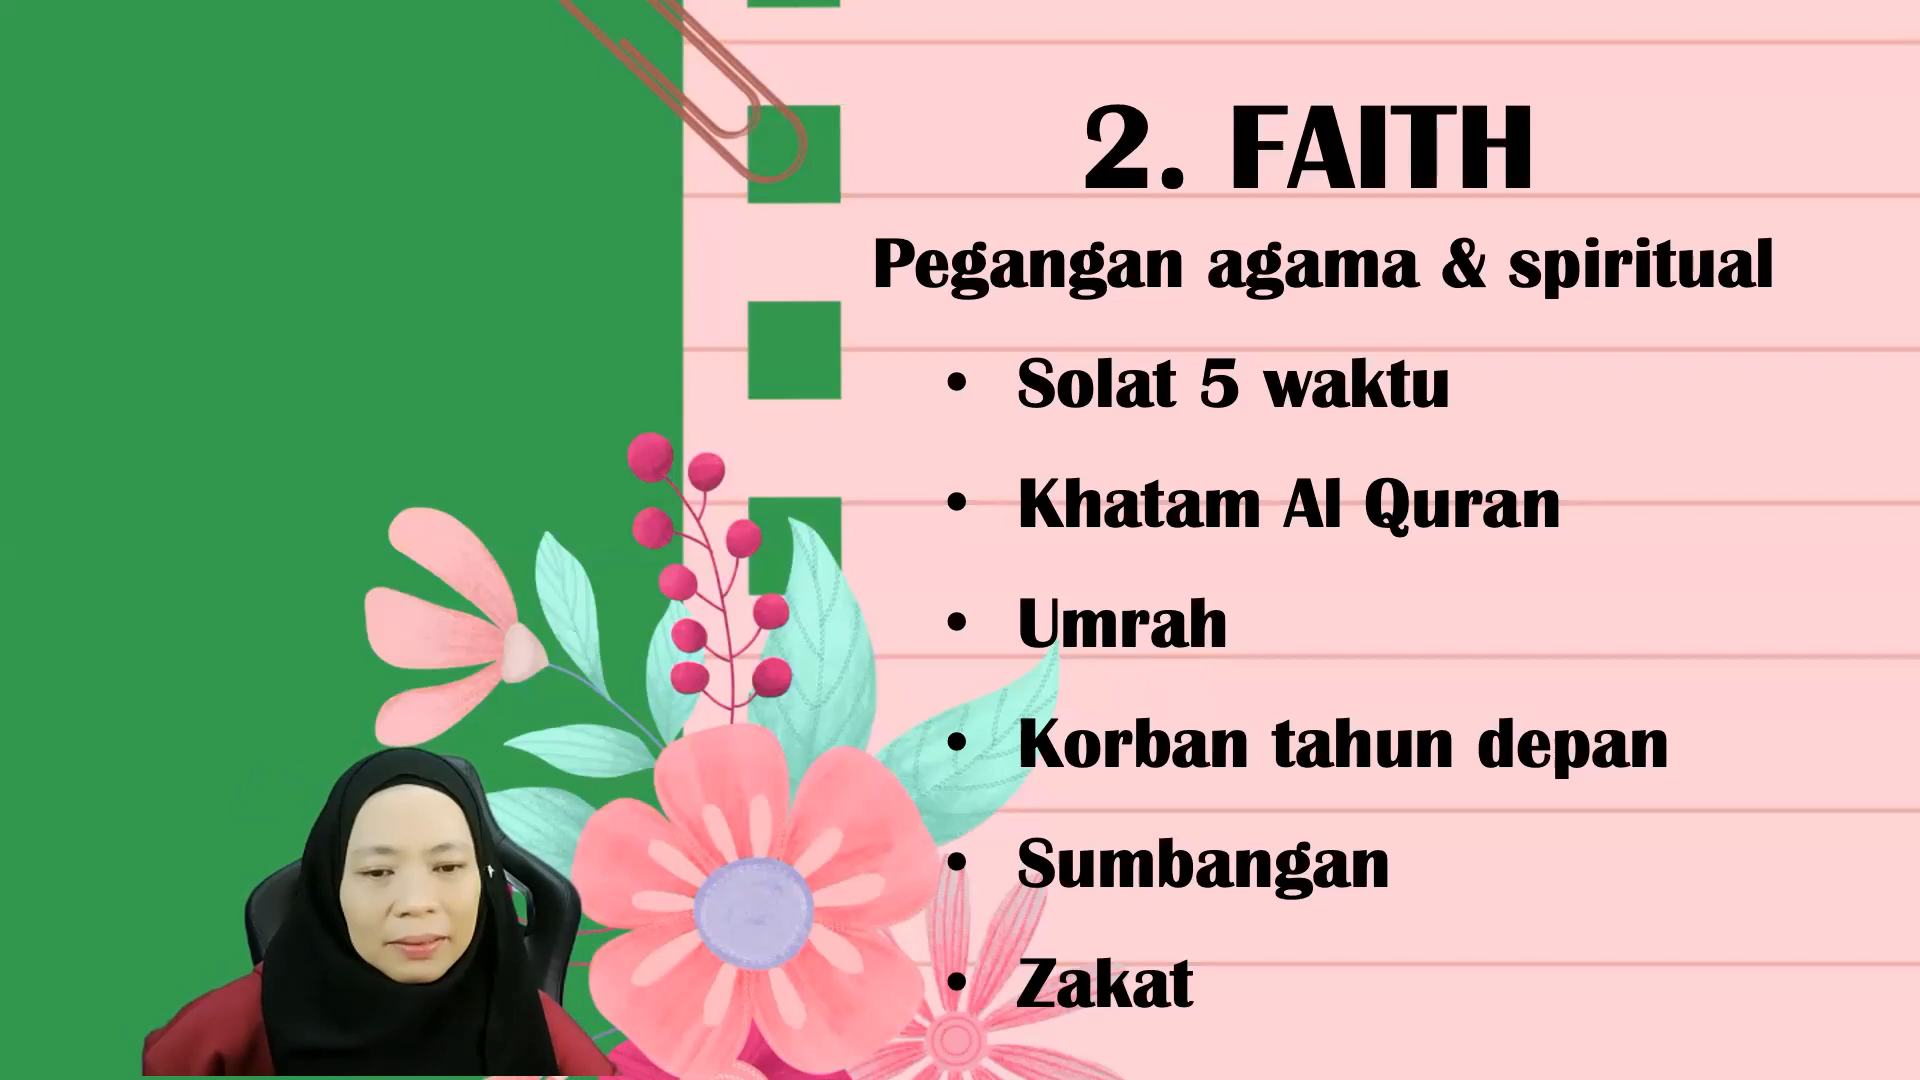 2. FAITH
Pegangan agama & spiritual
• Solat 5 waktu
• Khatam Al Quran
• Umrah
• Korban tahun depan
• Sumbangan
• Zakat